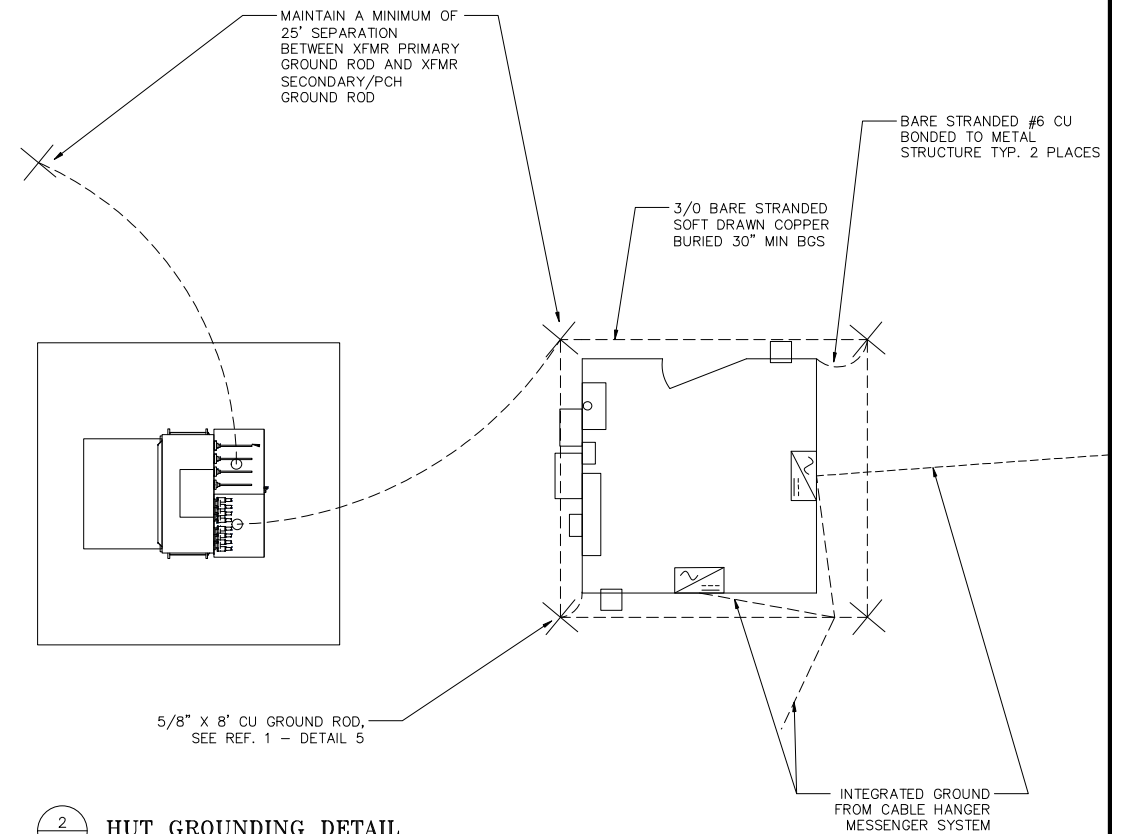 MAINTAIN A MINIMUM OF
25' SEPARATION
BETWEEN XFMR PRIMARY
GROUND ROD AND XFMR
SECONDARY/PCH
GROUND ROD
BARE STRANDED #6 CU
BONDED TO METAL
STRUCTURE TYP. 2 PLACES
3/0 BARE STRANDED
SOFT DRAWN COPPER
BURIED 30" MIN BGS
5/8" X 8' CU GROUND ROD,
SEE REF. 1 – DETAIL 5
INTEGRATED GROUND
FROM CABLE HANGER
MESSENGER SYSTEM
2
HUT GROUNDING DETAIL